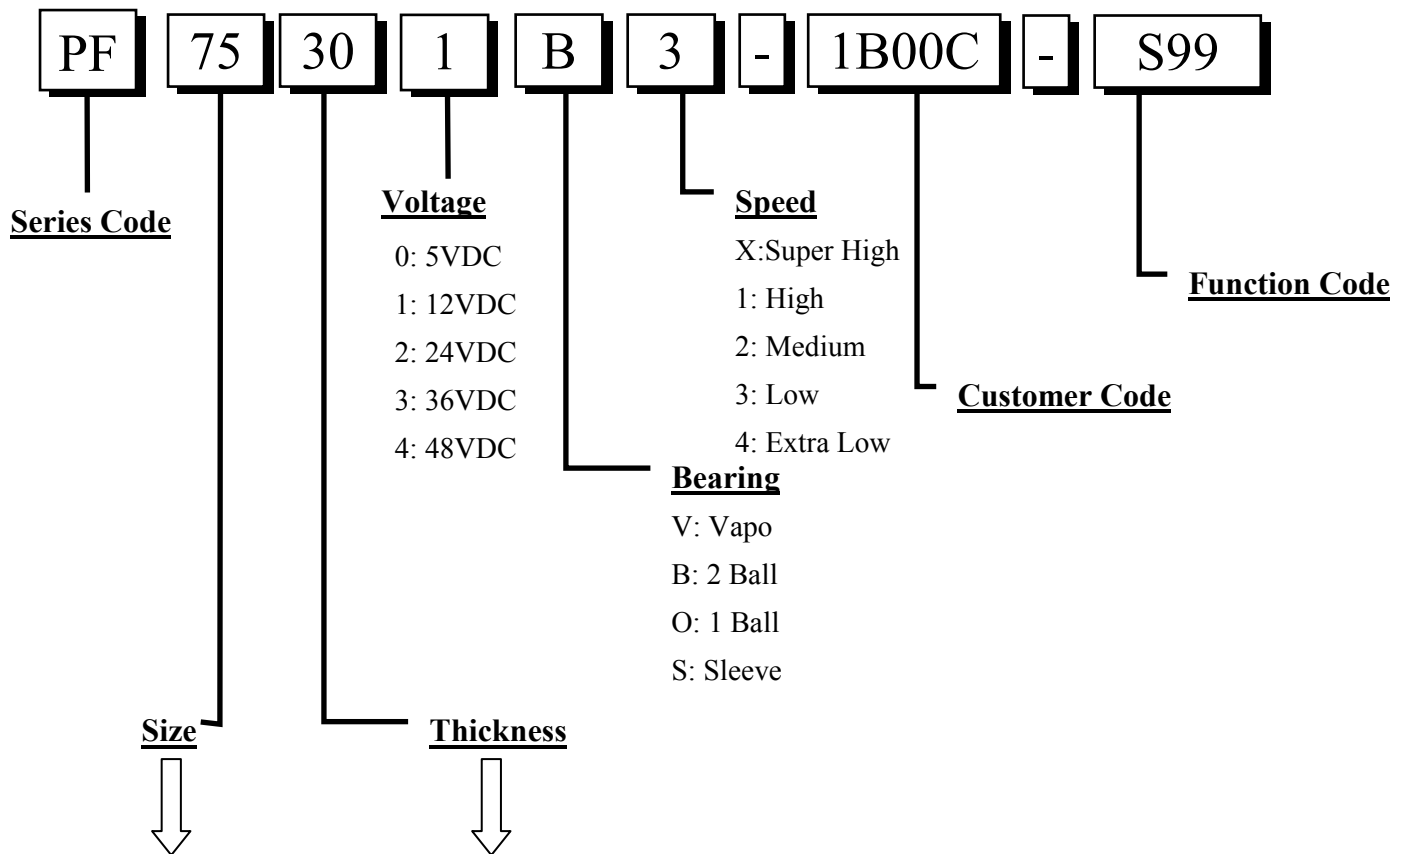 PF 75 30 1 B 3 - 1B00C - S99
Series Code
Voltage
0: 5VDC
1: 12VDC
2: 24VDC
3: 36VDC
4: 48VDC
Speed
X:Super High
1: High
2: Medium
3: Low
4: Extra Low
Function Code
Customer Code
Bearing
V: Vapo
B: 2 Ball
O: 1 Ball
S: Sleeve
Size
Thickness